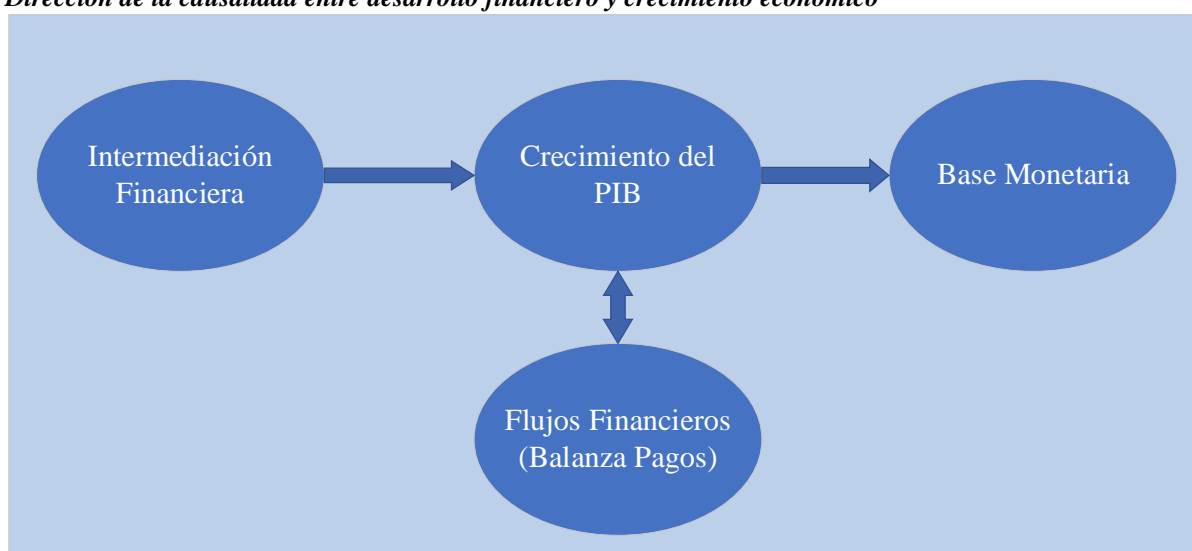 Dirección de la causalidad entre desarrollo financiero y crecimiento económico
Intermediación
Financiera
Crecimiento del
PIB
Base Monetaria
Flujos Financieros
(Balanza Pagos)